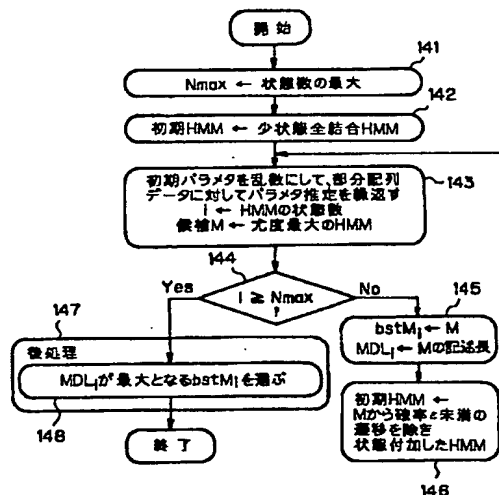 開始
141
Nmax ← 状態数の最大
142
初期HMM ← 少状態全結合HMM
143
初期パラメタを乱数にして、部分配列
データに対してパラメタ推定を繰返す
i ← HMMの状態数
候補M ← 尤度最大のHMM
144
i ≧ Nmax
?
Yes
No
145
bstMi ← M
MDLi ← Mの記述長
147
後処理
MDLiが最大となるbstMiを選ぶ
148
初期HMM ←
Mから確率ε未満の
遷移を除き
状態付加したHMM
146
終了